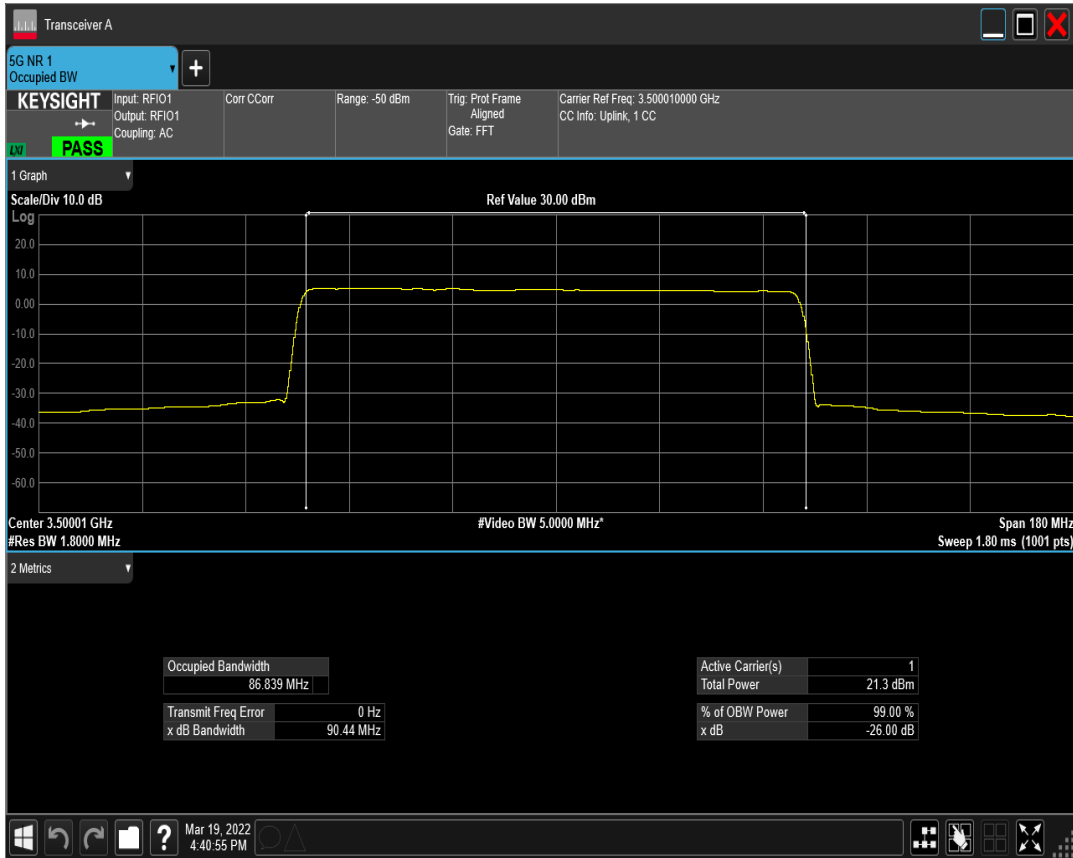 Transceiver A
5G NR 1
Occupied BW
KEYSIGHT
LXI
PASS
Input: RFIO1
Output: RFIO1
Coupling: AC
Corr CCorr
Range: -50 dBm
Trig: Prot Frame
Aligned
Gate: FFT
Carrier Ref Freq: 3.500010000 GHz
CC Info: Uplink, 1 CC
1 Graph
Scale/Div 10.0 dB
Ref Value 30.00 dBm
Log
20.0
10.0
0.00
-10.0
-20.0
-30.0
-40.0
-50.0
-60.0
Center 3.50001 GHz
#Video BW 5.0000 MHz*
Span 180 MHz
#Res BW 1.8000 MHz
Sweep 1.80 ms (1001 pts)
2 Metrics
Occupied Bandwidth
86.839 MHz
Transmit Freq Error 0 Hz
x dB Bandwidth 90.44 MHz
Active Carrier(s) 1
Total Power 21.3 dBm
% of OBW Power 99.00 %
x dB -26.00 dB
?
Mar 19, 2022
4:40:55 PM